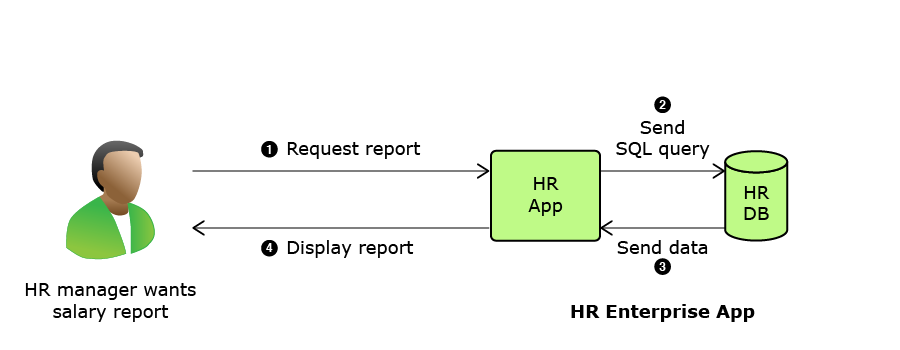 ❷
Send
SQL query
❶ Request report
HR
App
HR
DB
❹ Display report
Send data
❸
HR manager wants
salary report
HR Enterprise App